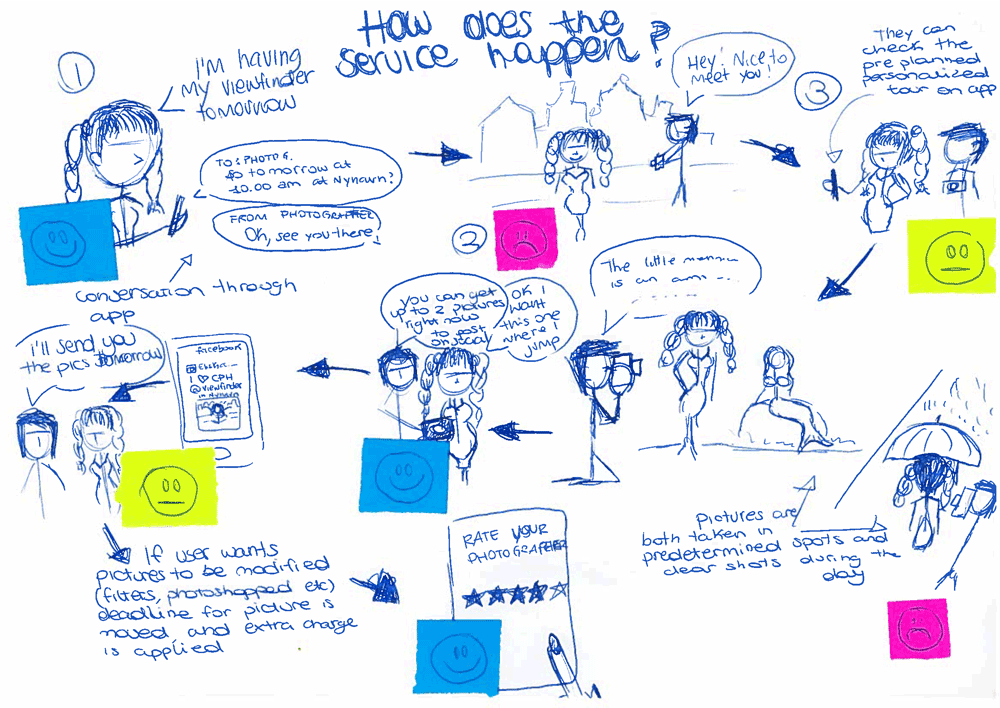 How does the
service happen?
1
I'm having
my viewfinder
tomorrow
TO: PHOTOG.
tomorrow at
10.00 am at Nyhavn?
FROM PHOTOGRAPHER
Oh, see you there,
conversation through
app
2
Hey! Nice to
meet you!
3
They can
check the
pre planned
personalized
tour on app
The little
is an
Pictures are
both taken in
predetermined spots and
clear shots during the
day
you can get
up to 2 pictures
right now
to post
on social
OK I
want
this one
where I
jump
facebook
I ♡ CPH
@viewfinder
in Nyhavn
i'll send you
the pics tomorrow
If user wants
pictures to be modified
(filters, photoshopped etc)
deadline for picture is
moved, and extra charge
is applied
RATE YOUR
PHOTOGRAPHER